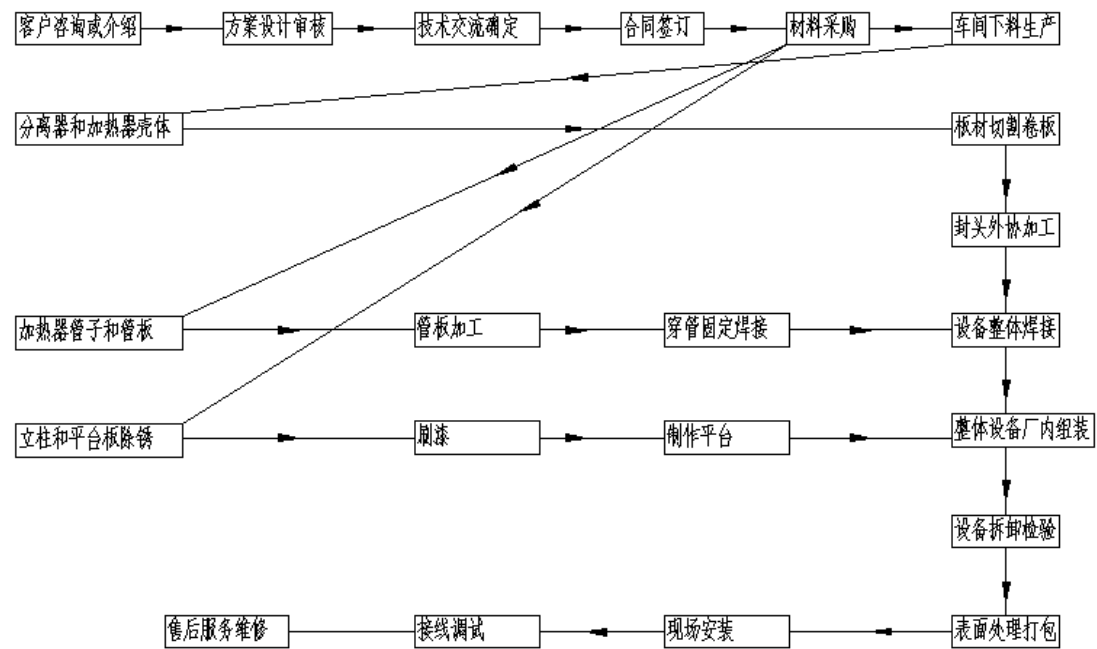 客户咨询或介绍
方案设计审核
技术交流确定
合同签订
材料采购
车间下料生产
分离器和加热器壳体
板材切割卷板
封头外协加工
加热器管子和管板
管板加工
穿管固定焊接
设备整体焊接
立柱和平台板除锈
刷漆
制作平台
整体设备厂内组装
设备拆卸检验
售后服务维修
接线调试
现场安装
表面处理打包